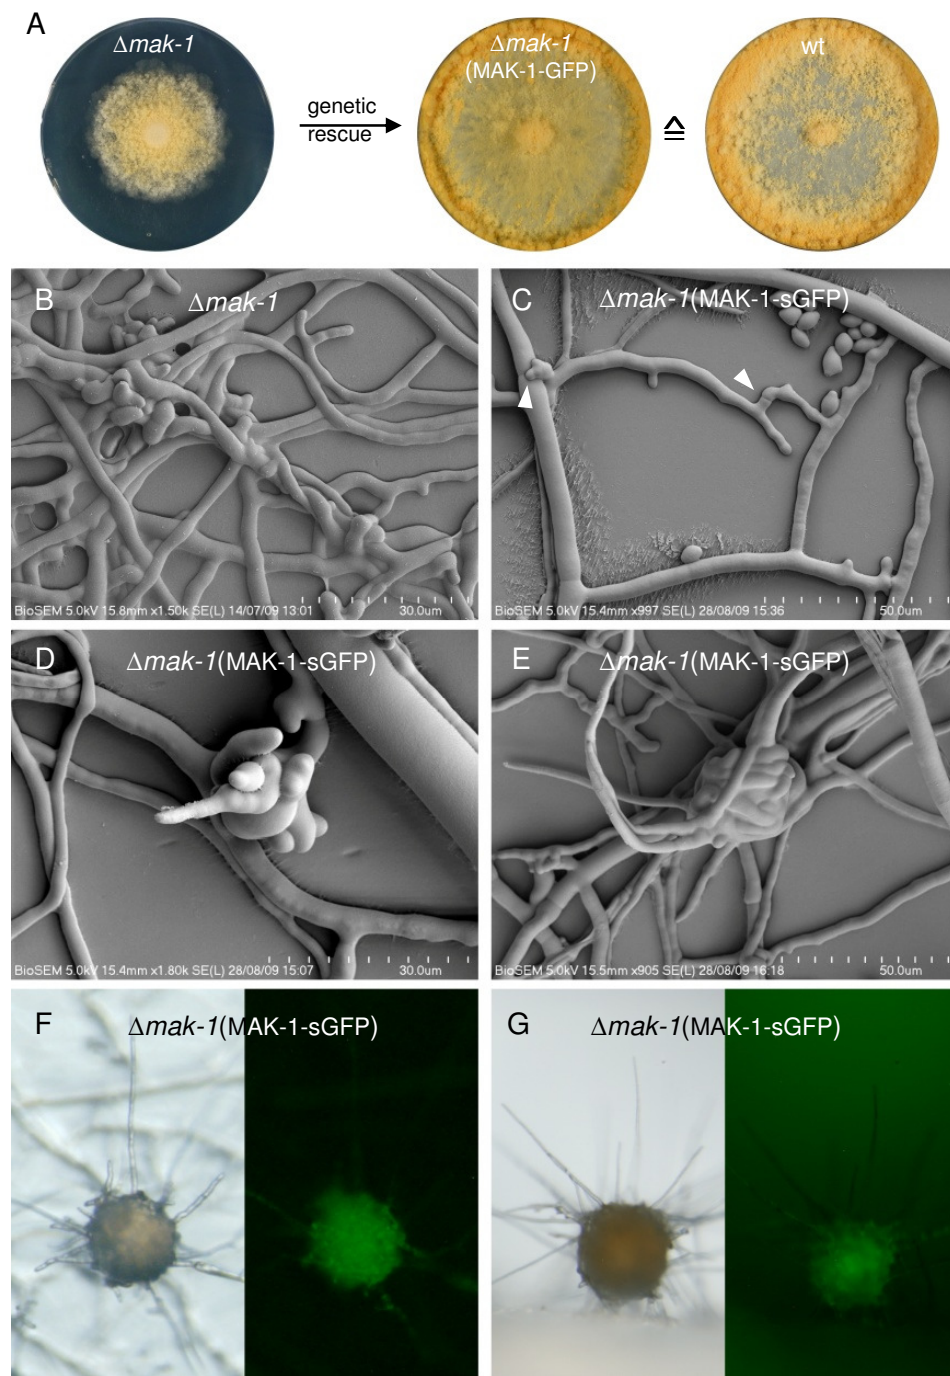 A
Δmak-1
genetic
rescue
Δmak-1
(MAK-1-GFP)
≙
wt
B
Δmak-1
BioSEM 5.0kV 15.8mm x1.50k SE(L) 14/07/09 13:01
30.0um
C
Δmak-1(MAK-1-sGFP)
BioSEM 5.0kV 15.4mm x997 SE(L) 28/08/09 15:36
50.0um
D
Δmak-1(MAK-1-sGFP)
BioSEM 5.0kV 15.4mm x1.80k SE(L) 28/08/09 15:07
30.0um
E
Δmak-1(MAK-1-sGFP)
BioSEM 5.0kV 15.5mm x905 SE(L) 28/08/09 16:18
50.0um
F
Δmak-1(MAK-1-sGFP)
G
Δmak-1(MAK-1-sGFP)